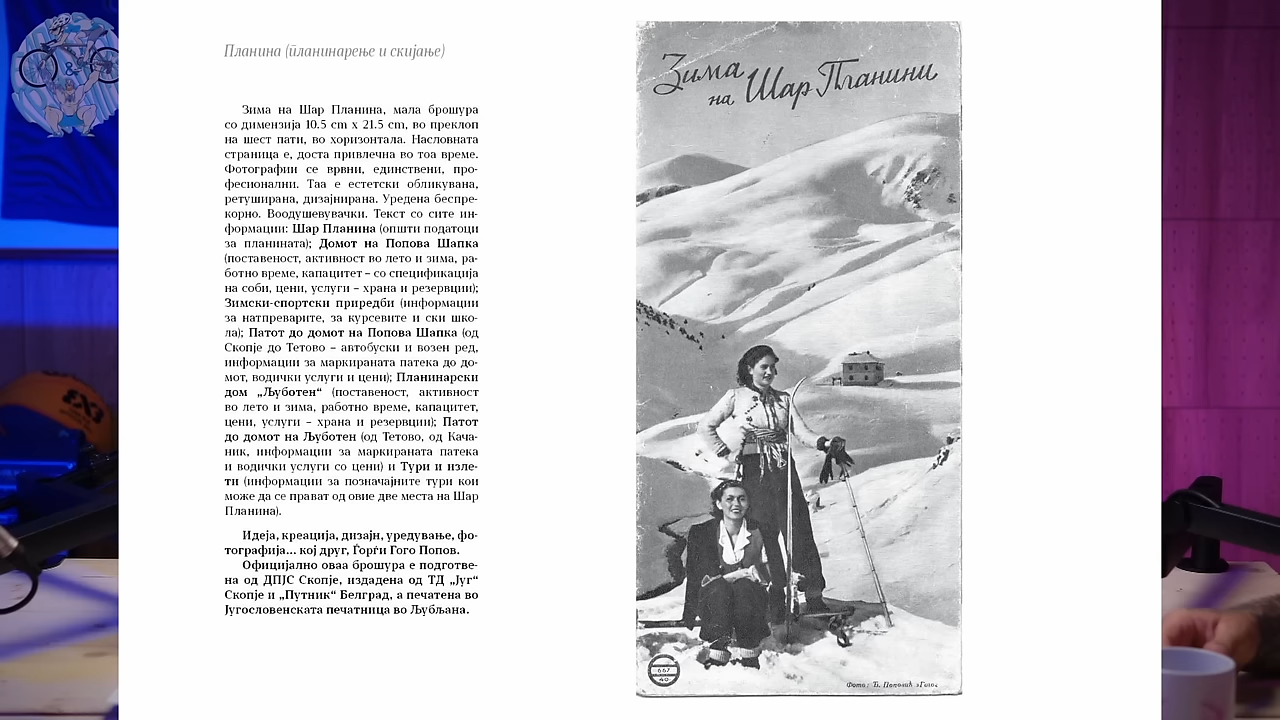 Планина (планинарење и скијање)
Зима на Шар Планина, мала брошура
со димензија 10.5 cm x 21.5 cm, во преклоп
на шест пати, во хоризонтала. Насловната
страница е, доста привлечна во тоа време.
Фотографии се врвни, единствени, про-
фесионални. Таа е естетски обликувана,
ретуширана, дизајнирана. Уредена беспре-
корно. Воодушевувачки. Текст со сите ин-
формации: Шар Планина (општи податоци
за планината); Домот на Попова Шапка
(поставеност, активност во лето и зима, ра-
ботно време, капацитет – со спецификација
на соби, цени, услуги – храна и резервции);
Зимски-спортски приредби (информации
за натпреварите, за курсевите и ски шко-
ла); Патот до домот на Попова Шапка (од
Скопје до Тетово – автобуски и возен ред,
информации за маркираната патека до до-
мот, водички услуги и цени); Планинарски
дом „Љуботен“ (поставеност, активност
во лето и зима, работно време, капацитет,
цени, услуги – храна и резервции); Патот
до домот на Љуботен (од Тетово, од Кача-
ник, информации за маркираната патека
и водички услуги со цени) и Тури и изле-
ти (информации за позначајните тури кои
може да се прават од овие две места на Шар
Планина).
Идеја, креација, дизајн, уредување, фо-
тографија... кој друг, Ѓорѓи Гого Попов.
Официјално оваа брошура е подготве-
на од ДПЈС Скопје, издадена од ТД „Југ“
Скопје и „Путник“ Белград, а печатена во
Југословенската печатница во Љубљана.
Зима
на Шар Планини
667
40
Фото: Ђ. Поповић »Гого«